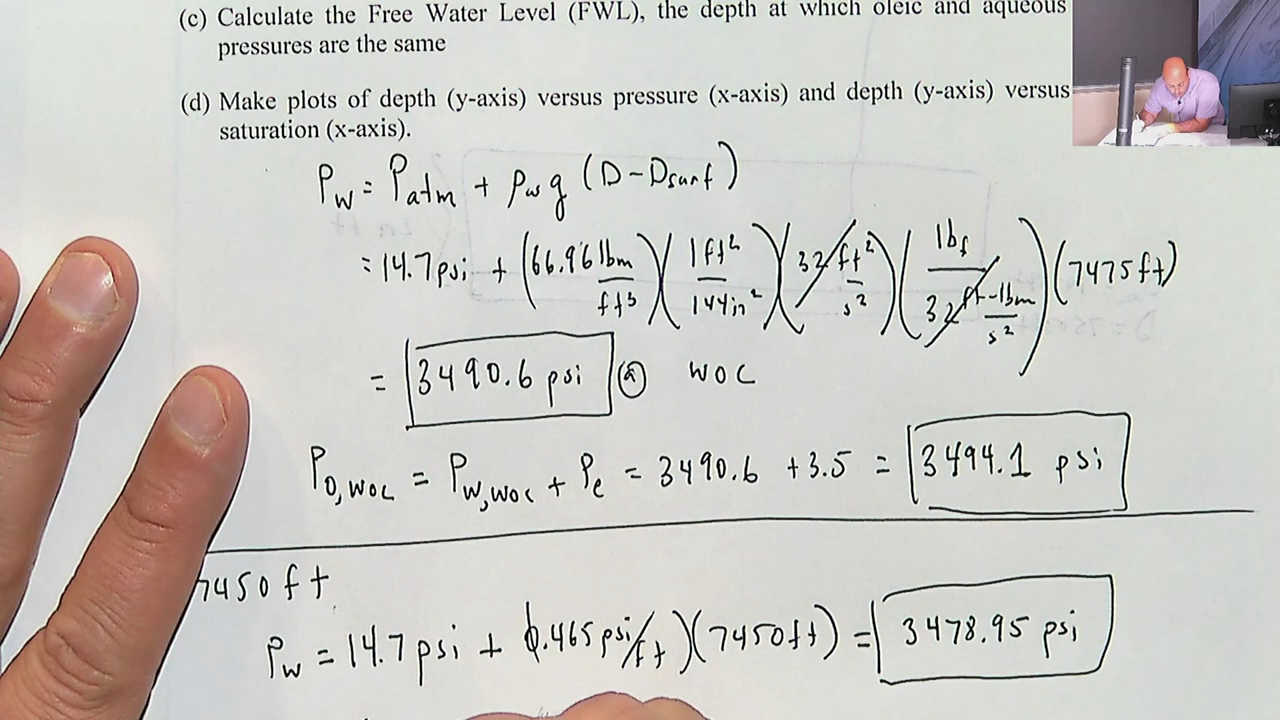 (c) Calculate the Free Water Level (FWL), the depth at which oleic and aqueous
pressures are the same
(d) Make plots of depth (y-axis) versus pressure (x-axis) and depth (y-axis) versus
saturation (x-axis).
Pw = Patm + ρw g (D - Dsurf)
= 14.7 psi + (66.96 lbm/ft³)(1 ft²/144 in²)(32 ft²/s²)(lbf/32 ft-lbm/s²)(7475 ft)
= 3490.6 psi @ WOC
Po,woc = Pw,woc + Pe = 3490.6 + 3.5 = 3494.1 psi
7450 ft
Pw = 14.7 psi + (0.465 psi/ft)(7450 ft) = 3478.95 psi